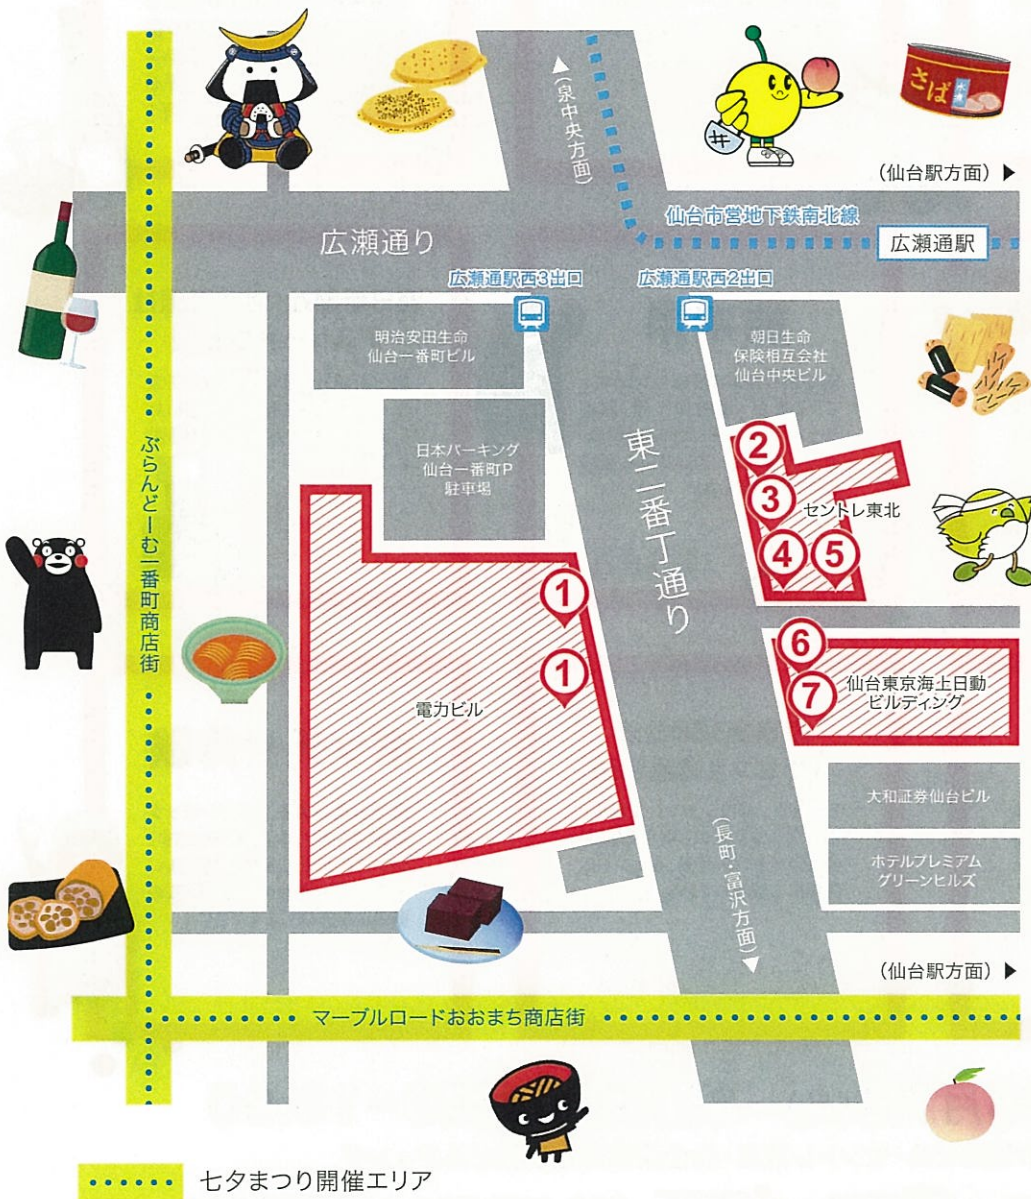 ▲(泉中央方面)
さば
水煮
(仙台駅方面) ▶
仙台市営地下鉄南北線
広瀬通り
広瀬通駅
広瀬通駅西3出口
広瀬通駅西2出口
明治安田生命
仙台一番町ビル
朝日生命
保険相互会社
仙台中央ビル
ぶらんどーむ一番町商店街
日本パーキング
仙台一番町P
駐車場
東二番丁通り
2
3
セントレ東北
4
5
1
1
電力ビル
6
7
仙台東京海上日動
ビルディング
大和証券仙台ビル
ホテルプレミアム
グリーンヒルズ
(長町・富沢方面)▼
(仙台駅方面) ▶
マーブルロードおおまち商店街
七夕まつり開催エリア